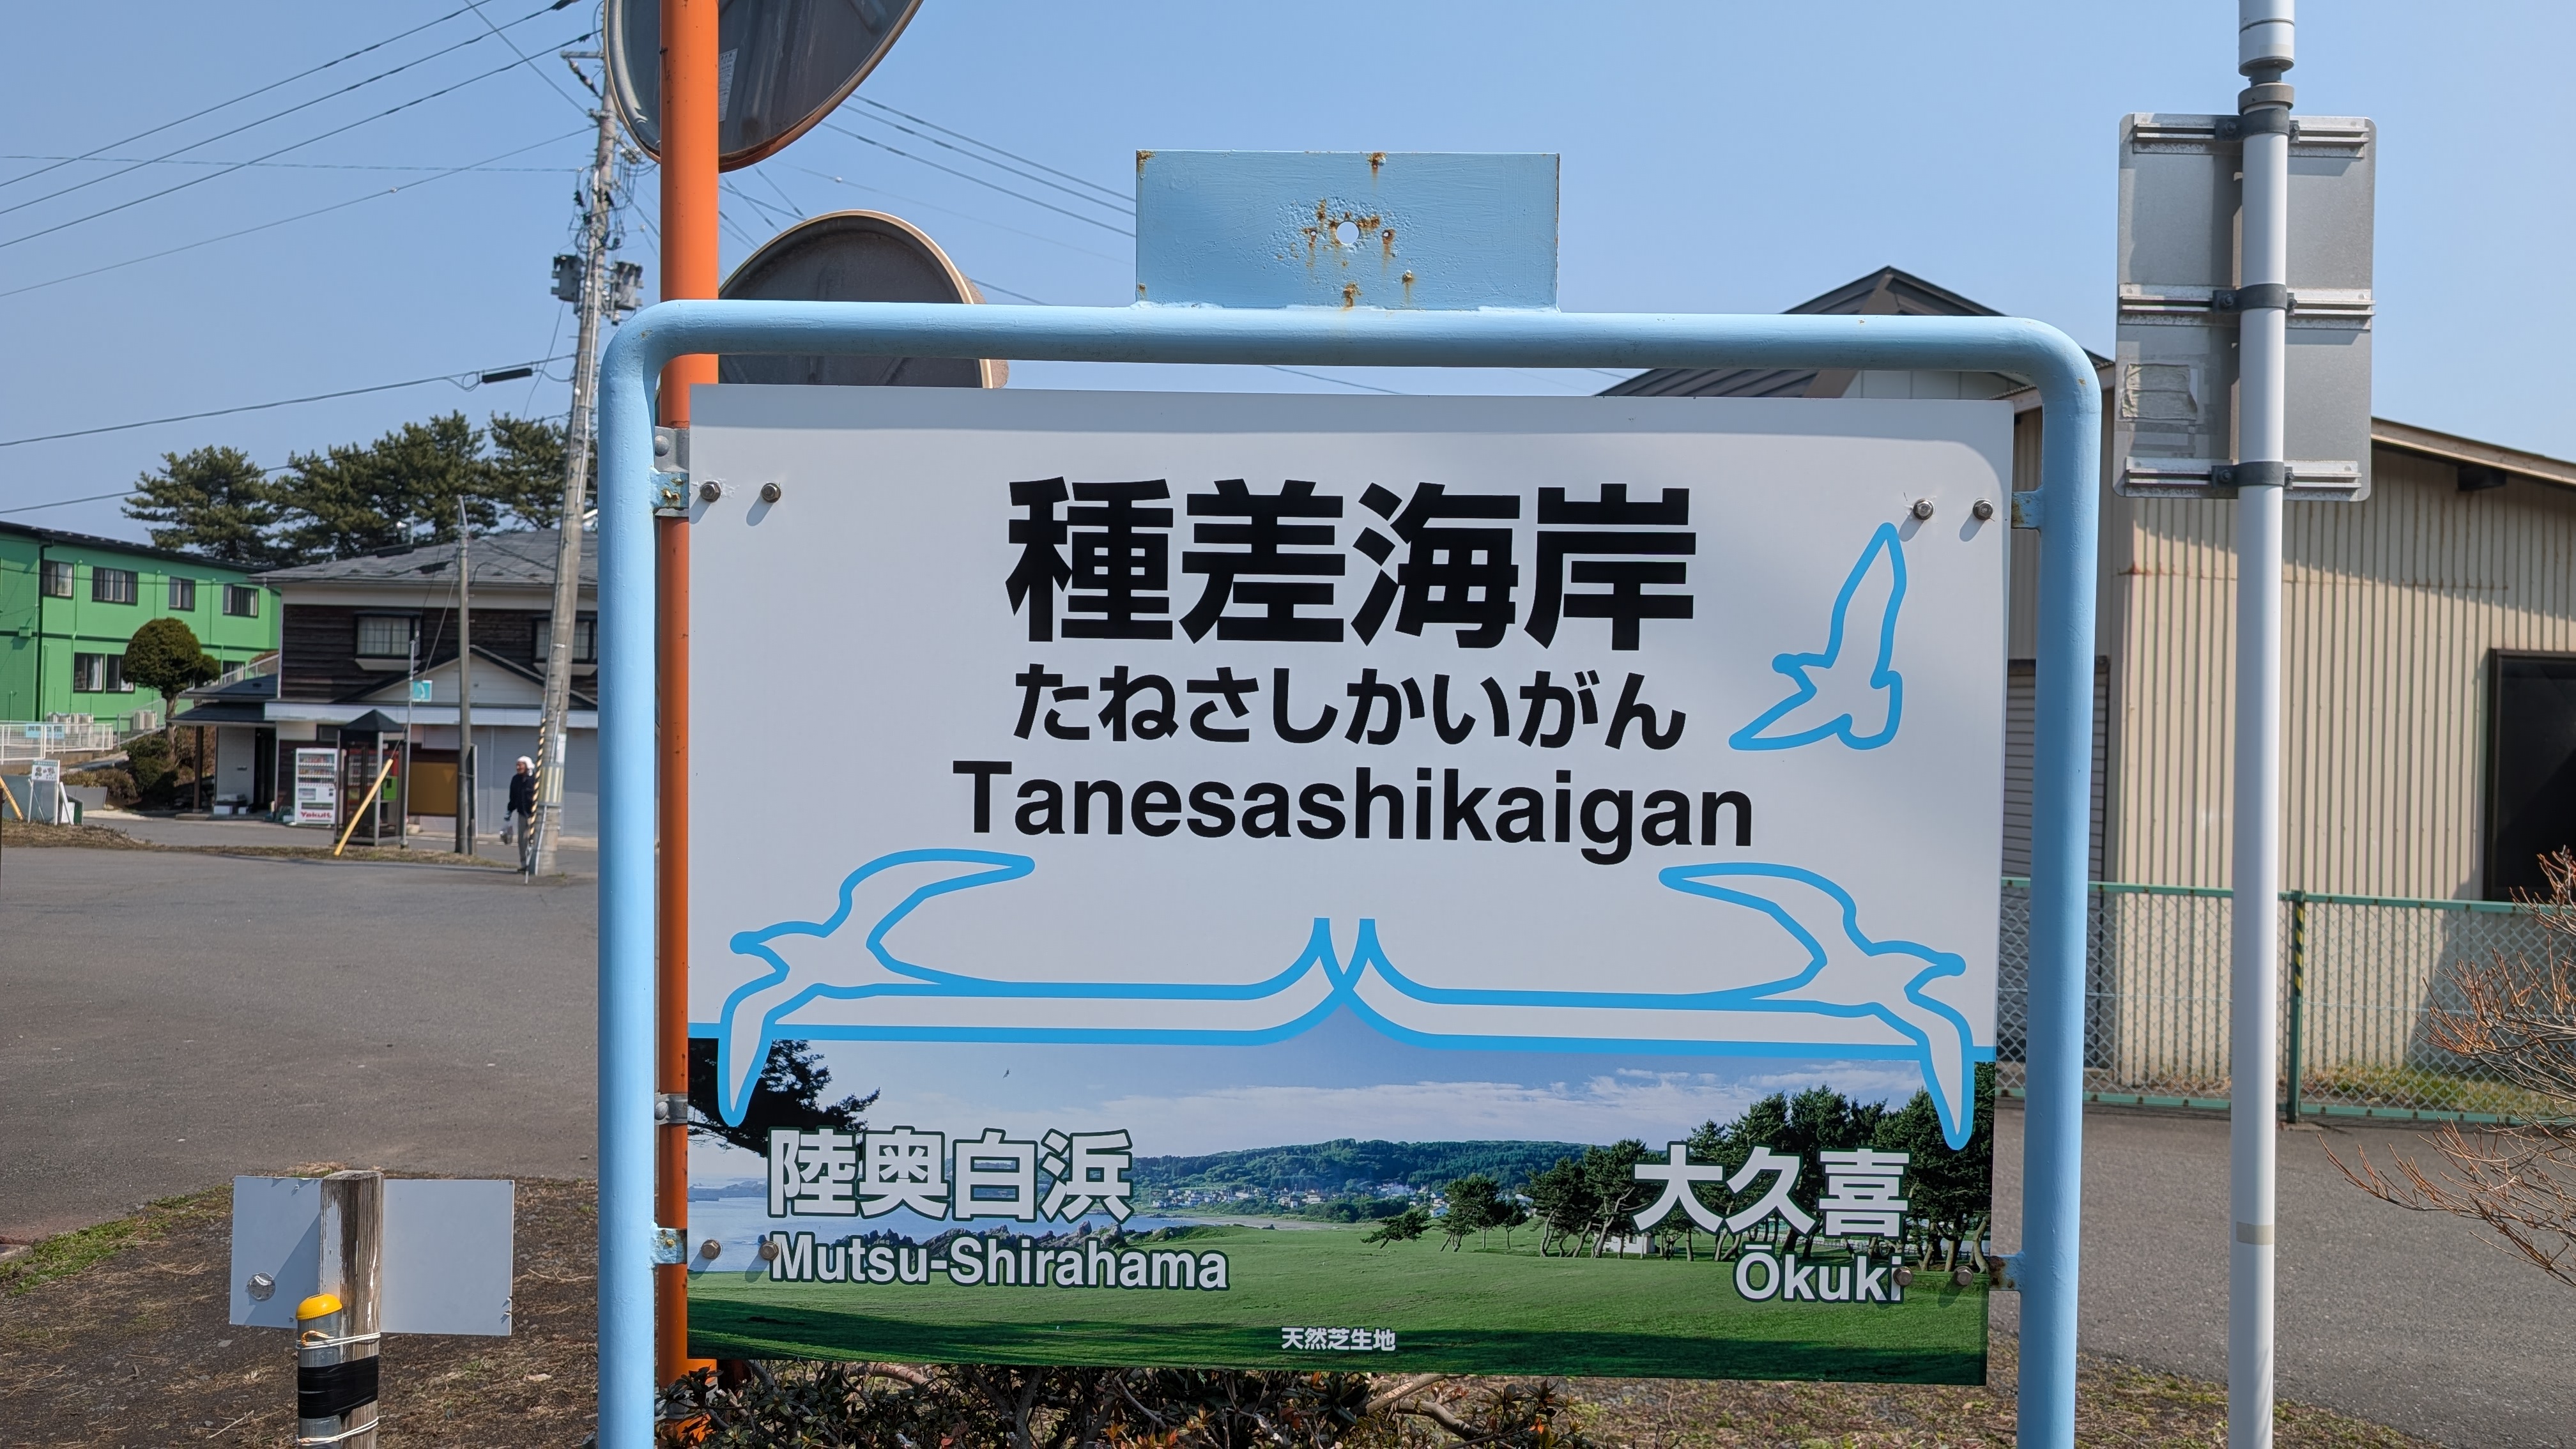 種差海岸
たねさしかいがん
Tanesashikaigan
陸奥白浜
Mutsu-Shirahama
大久喜
Ōkuki
天然芝生地
Yakult